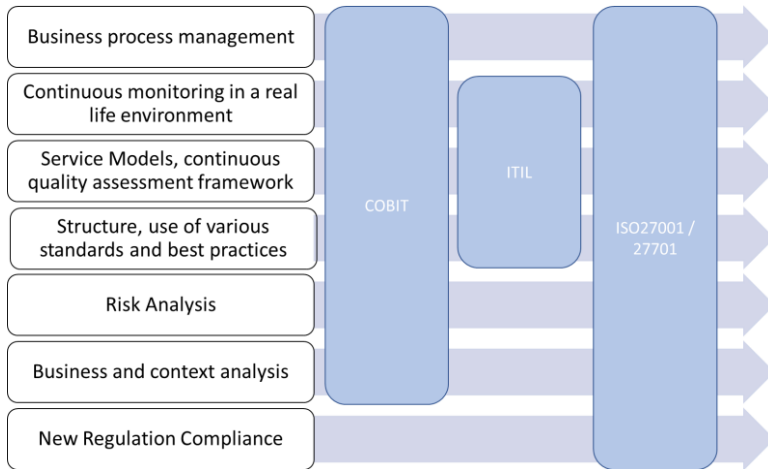 Business process management
Continuous monitoring in a real
life environment
Service Models, continuous
quality assessment framework
Structure, use of various
standards and best practices
Risk Analysis
Business and context analysis
New Regulation Compliance
COBIT
ITIL
ISO27001 /
27701